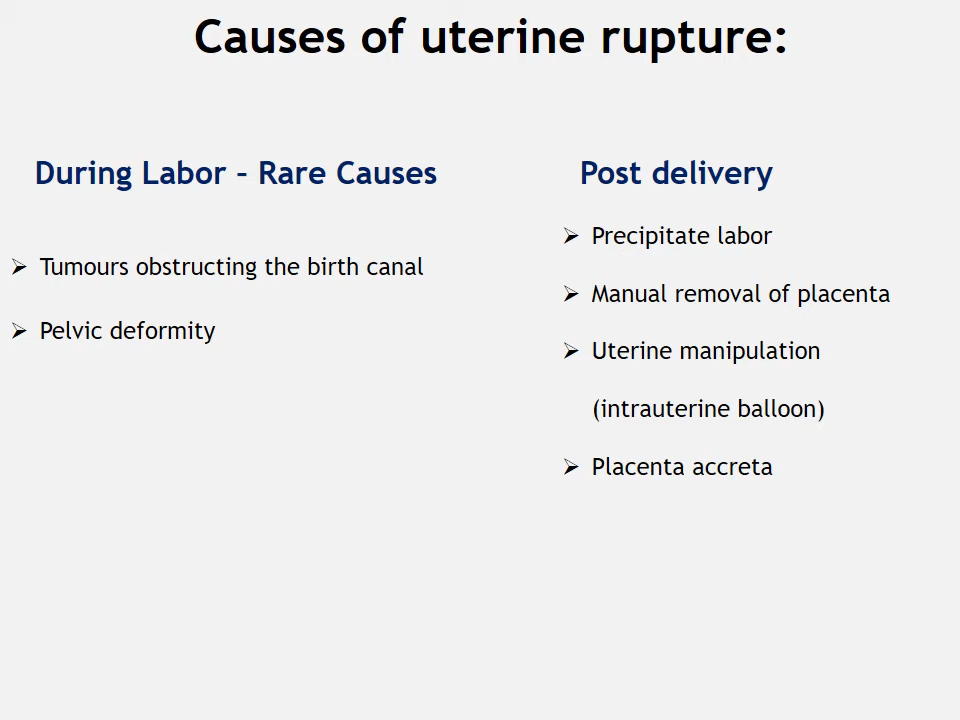 Causes of uterine rupture:
During Labor – Rare Causes
➢ Tumours obstructing the birth canal
➢ Pelvic deformity
Post delivery
➢ Precipitate labor
➢ Manual removal of placenta
➢ Uterine manipulation
(intrauterine balloon)
➢ Placenta accreta